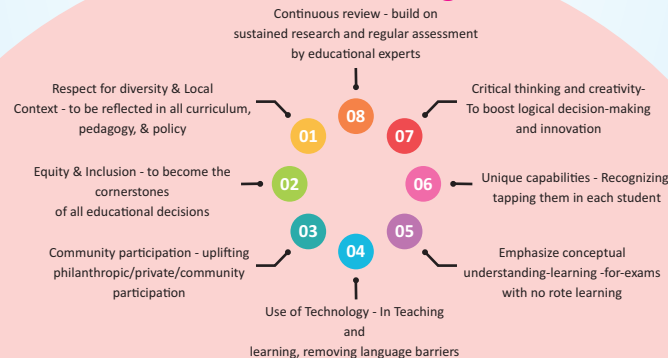 Continuous review - build on
sustained research and regular assessment
by educational experts
08
Respect for diversity & Local
Context - to be reflected in all curriculum,
pedagogy, & policy
01
Critical thinking and creativity-
To boost logical decision-making
and innovation
07
Equity & Inclusion - to become the
cornerstones
of all educational decisions
02
Unique capabilities - Recognizing
tapping them in each student
06
Community participation - uplifting
philanthropic/private/community
participation
03
Emphasize conceptual
understanding-learning -for-exams
with no rote learning
05
04
Use of Technology - In Teaching
and
learning, removing language barriers